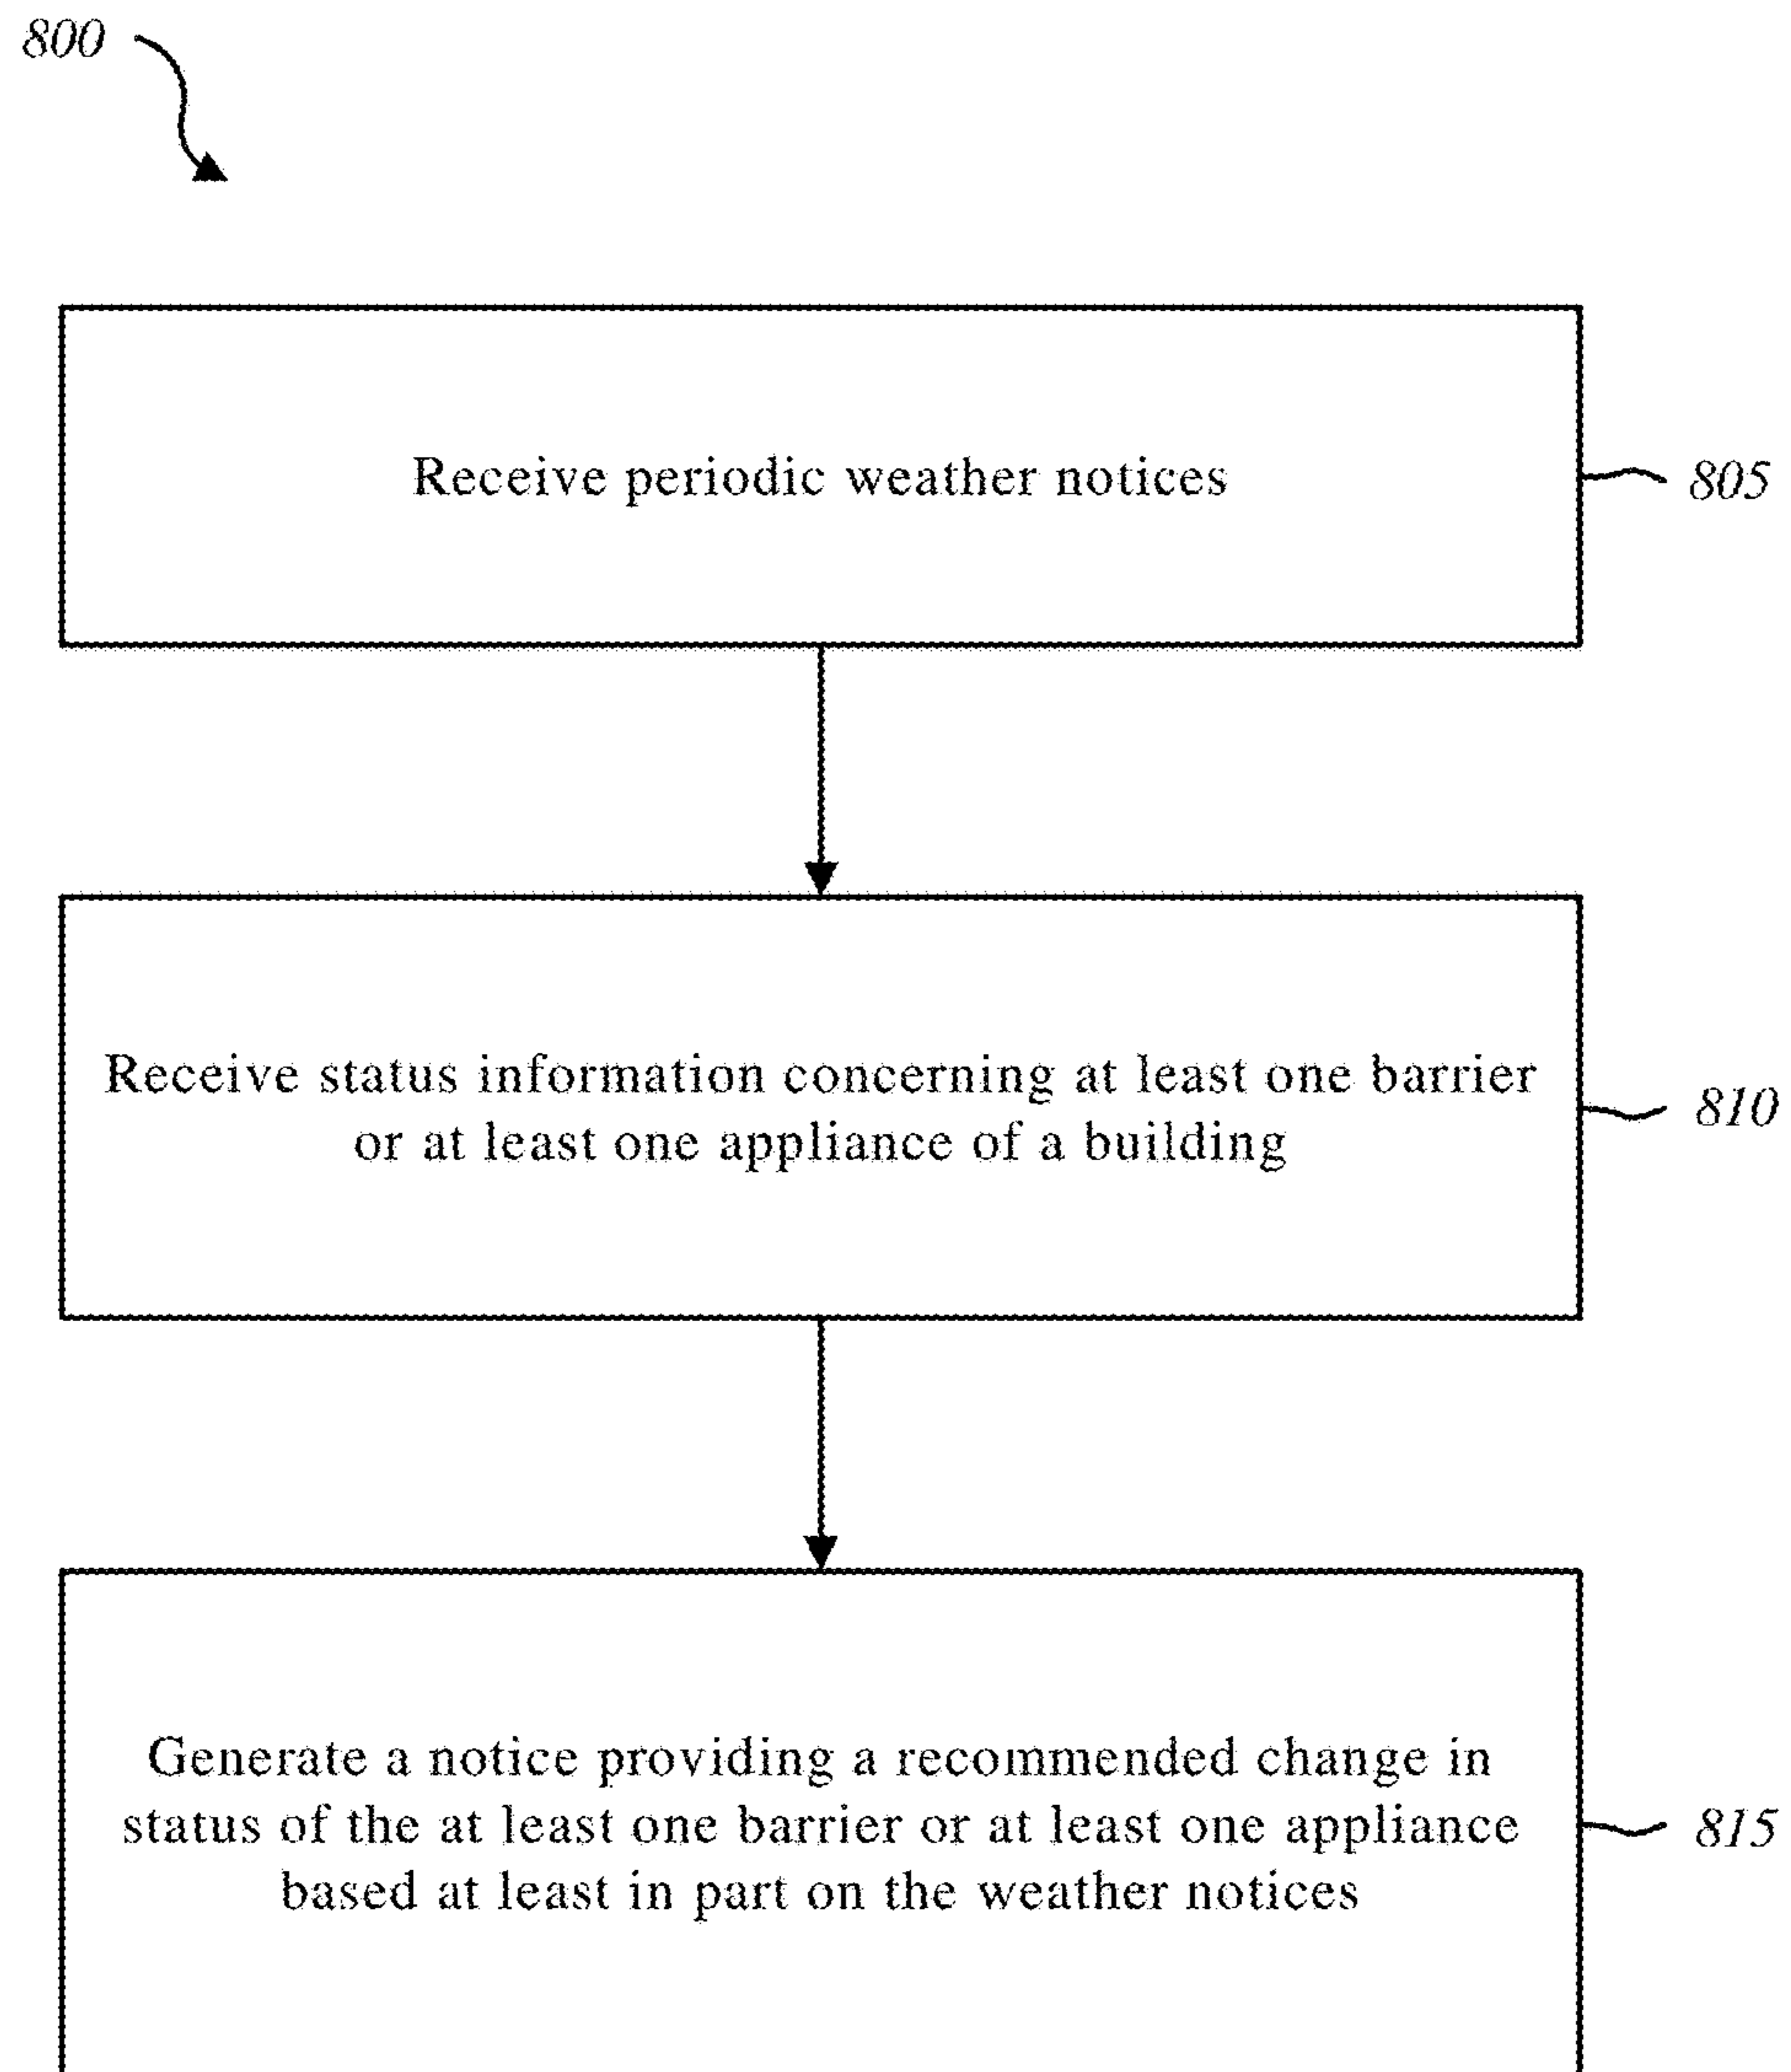 800
Receive periodic weather notices
805
Receive status information concerning at least one barrier
or at least one appliance of a building
810
Generate a notice providing a recommended change in
status of the at least one barrier or at least one appliance
based at least in part on the weather notices
815